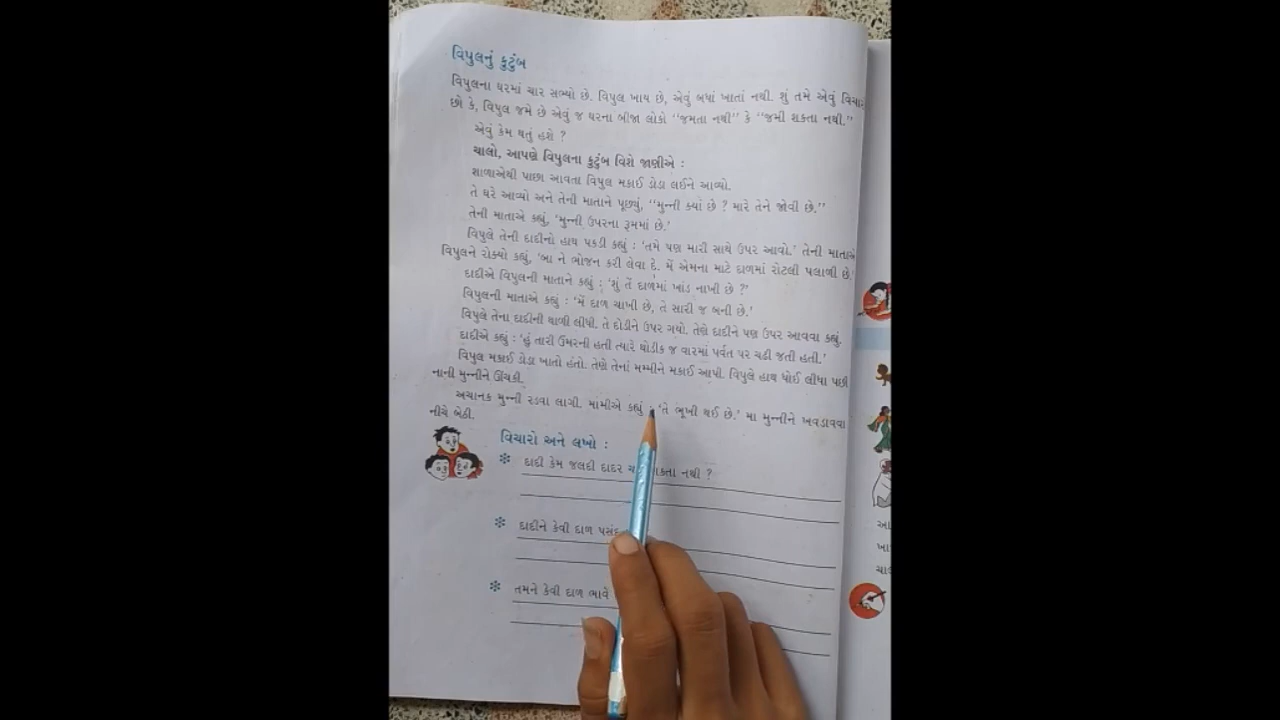 વિપુલનું કુટુંબ
વિપુલના ઘરમાં ચાર સભ્યો છે. વિપુલ ખાય છે, એવું બધાં ખાતાં નથી. શું તમે એવું વિચારો
છો કે, વિપુલ જમે છે એવું જ ઘરના બીજા લોકો “જમતા નથી” કે “જમી શકતા નથી.”
એવું કેમ થતું હશે ?
ચાલો, આપણે વિપુલના કુટુંબ વિશે જાણીએ :
શાળાએથી પાછા આવતા વિપુલ મકાઈ ડોડા લઈને આવ્યો.
તે ઘરે આવ્યો અને તેની માતાને પૂછ્યું, “મુન્ની ક્યાં છે ? મારે તેને જોવી છે.”
તેની માતાએ કહ્યું, ‘મુન્ની ઉપરના રૂમમાં છે.’
વિપુલે તેની દાદીનો હાથ પકડી કહ્યું : ‘તમે પણ મારી સાથે ઉપર આવો.’ તેની માતાએ
વિપુલને રોક્યો કહ્યું, ‘બા ને ભોજન કરી લેવા દે. મેં એમના માટે દાળમાં રોટલી પલાળી છે.’
દાદીએ વિપુલની માતાને કહ્યું : ‘શું તેં દાળમાં ખાંડ નાખી છે ?’
વિપુલની માતાએ કહ્યું : ‘મેં દાળ ચાખી છે, તે સારી જ બની છે.’
વિપુલે તેના દાદીની થાળી લીધી. તે દોડીને ઉપર ગયો. તેણે દાદીને પણ ઉપર આવવા કહ્યું.
દાદીએ કહ્યું : ‘હું તારી ઉંમરની હતી ત્યારે થોડીક જ વારમાં પર્વત પર ચઢી જતી હતી.’
વિપુલ મકાઈ ડોડા ખાતો હતો. તેણે તેનાં મમ્મીને મકાઈ આપી. વિપુલે હાથ ધોઈ લીધા પછી
નાની મુન્નીને ઊંચકી.
અચાનક મુન્ની રડવા લાગી. મામીએ કહ્યું : ‘તે ભૂખી થઈ છે.’ મા મુન્નીને ખવડાવવા
નીચે બેઠી.
વિચારો અને લખો :
દાદી કેમ જલદી દાદર શકતા નથી ?
દાદીને કેવી દાળ
તમને કેવી દાળ ભાવે